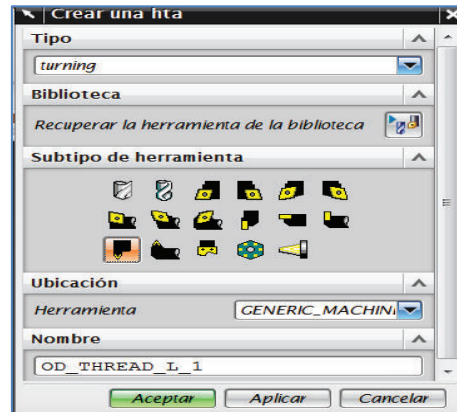 Crear una hta
Tipo
turning
Biblioteca
Recuperar la herramienta de la biblioteca
Subtipo de herramienta
Ubicación
Herramienta GENERIC_MACHIN
Nombre
OD_THREAD_L_1
Aceptar Aplicar Cancelar